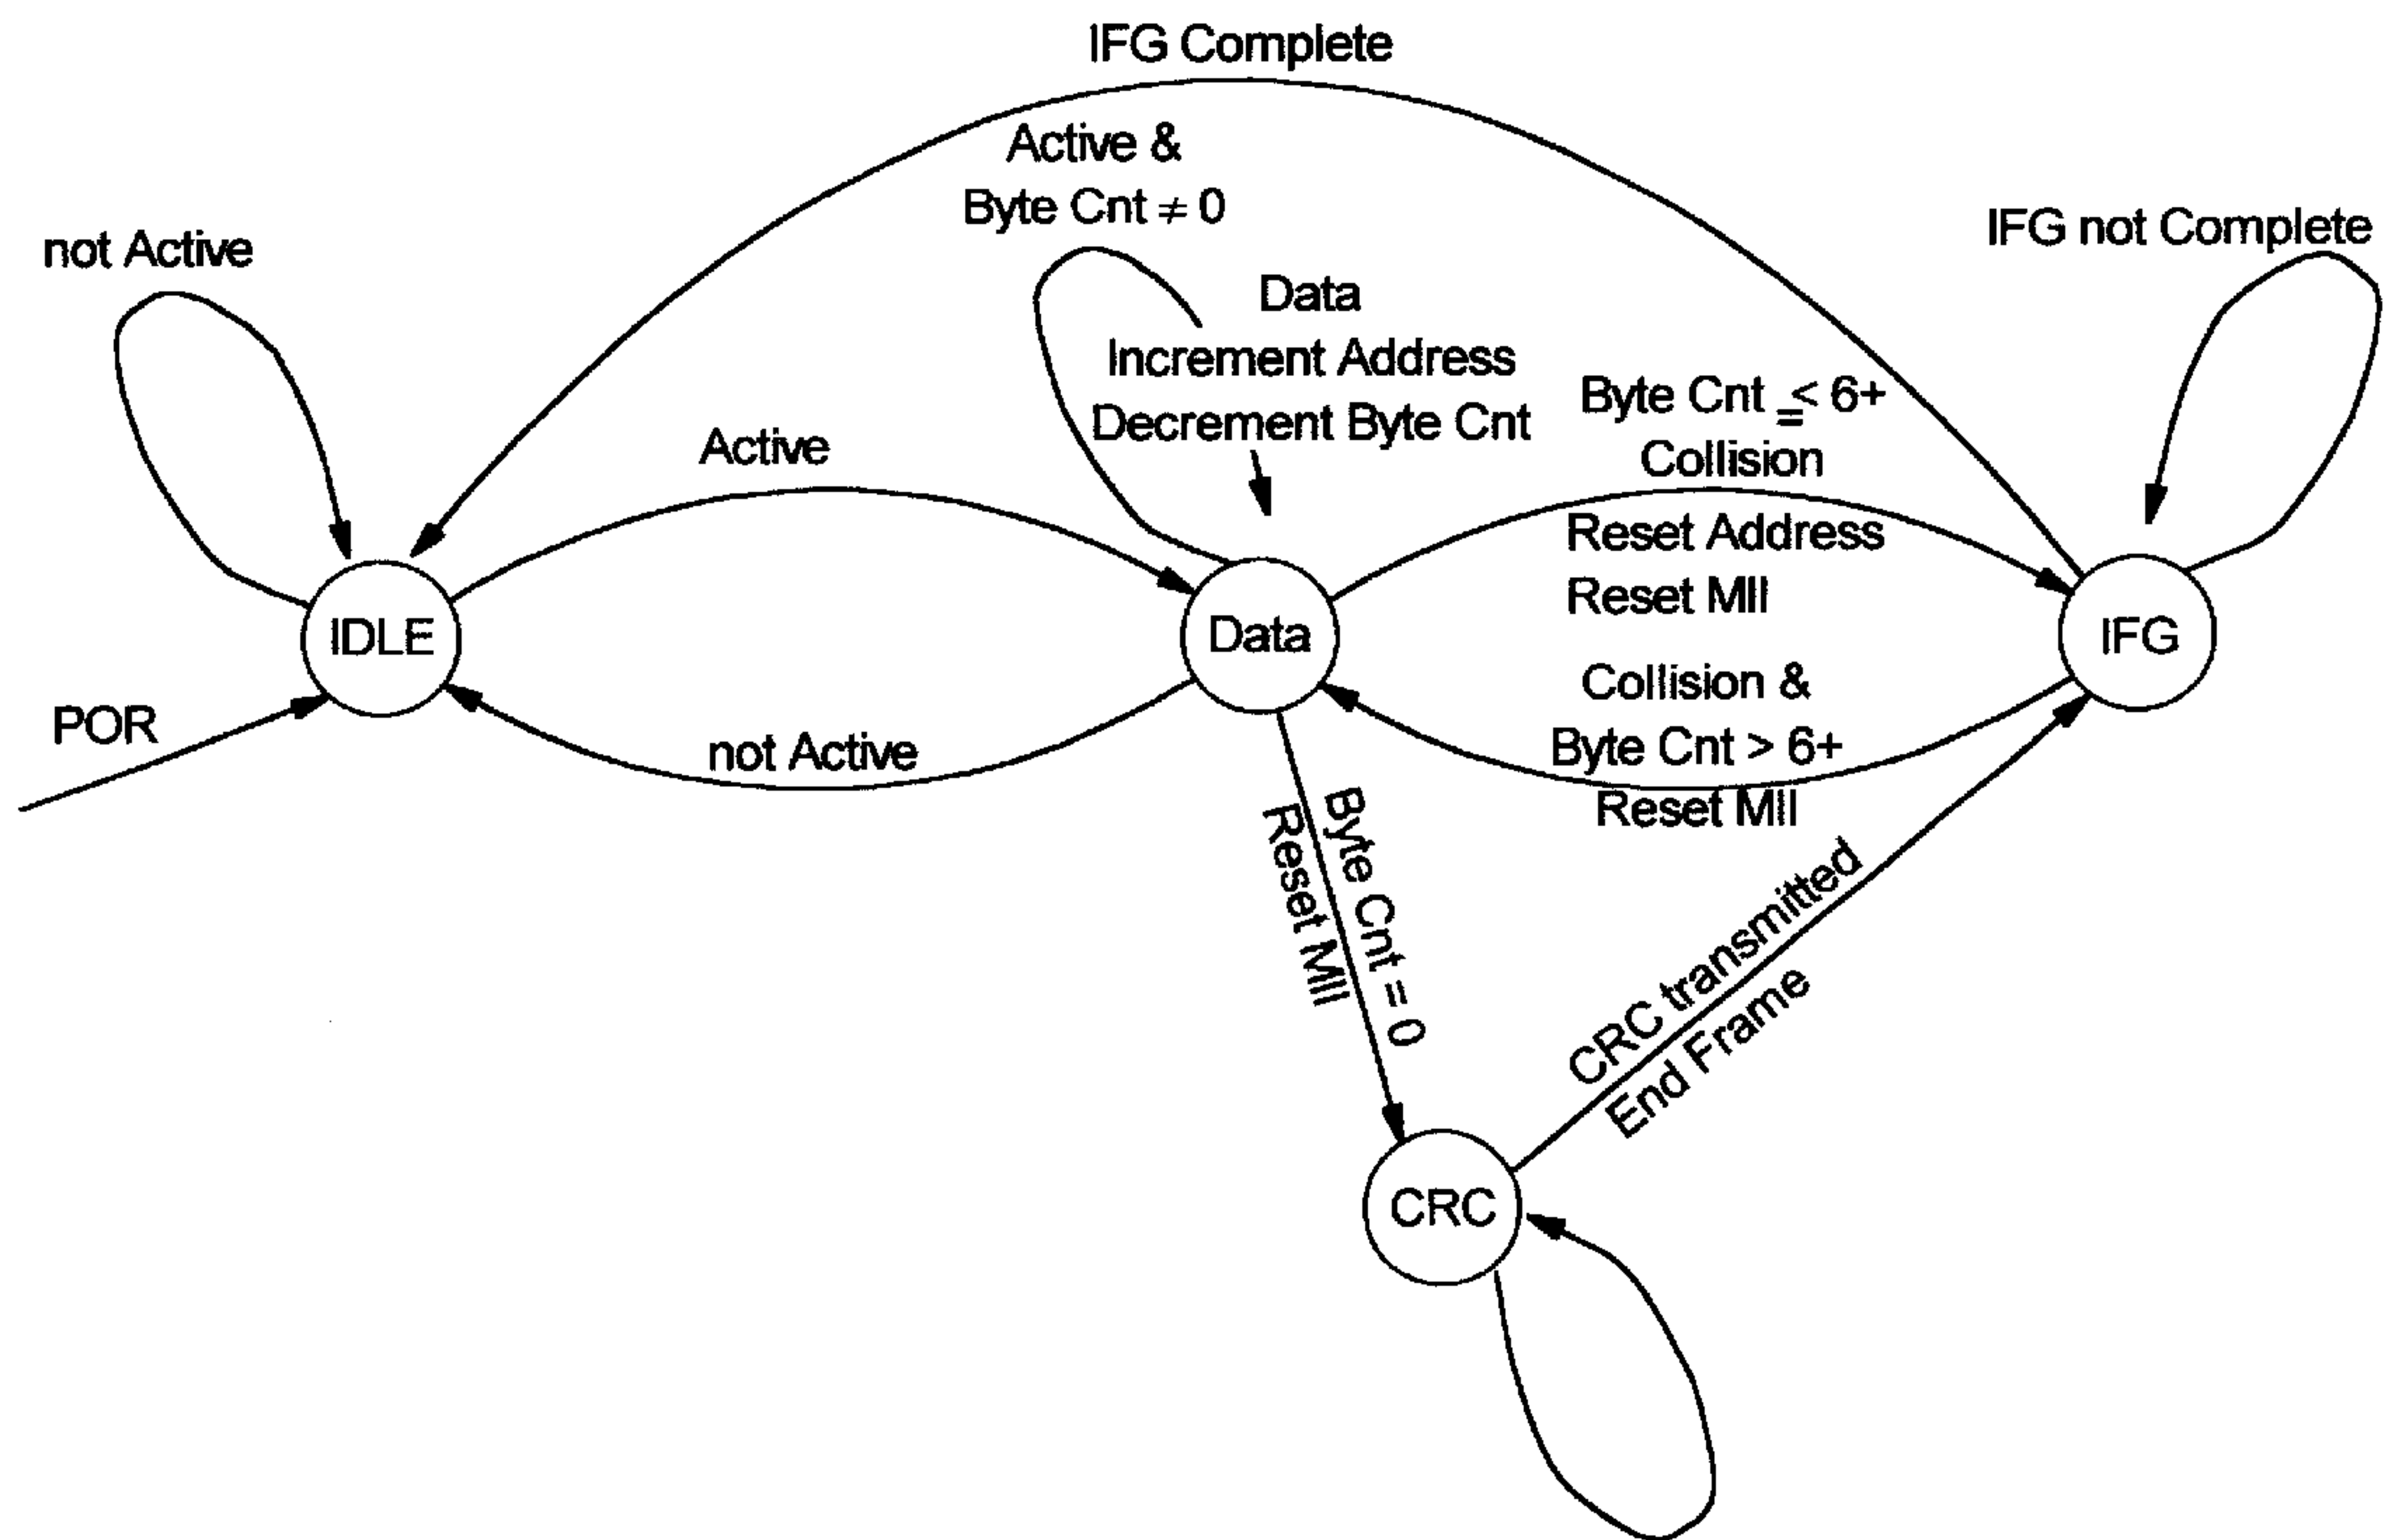 IFG Complete
Active &
Byte Cnt ≠ 0
not Active
IFG not Complete
Data
Increment Address
Decrement Byte Cnt
Byte Cnt ≤ 6+
Collision
Active
Reset Address
Reset MII
IDLE
Data
IFG
POR
not Active
Collision &
Byte Cnt > 6+
Reset MII
Byte Cnt = 0
Reset MII
CRC transmitted
End Frame
CRC